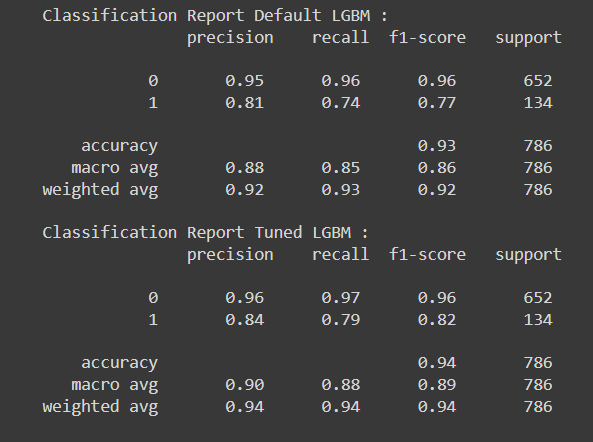 Classification Report Default LGBM :
precision recall f1-score support
0 0.95 0.96 0.96 652
1 0.81 0.74 0.77 134
accuracy 0.93 786
macro avg 0.88 0.85 0.86 786
weighted avg 0.92 0.93 0.92 786
Classification Report Tuned LGBM :
precision recall f1-score support
0 0.96 0.97 0.96 652
1 0.84 0.79 0.82 134
accuracy 0.94 786
macro avg 0.90 0.88 0.89 786
weighted avg 0.94 0.94 0.94 786